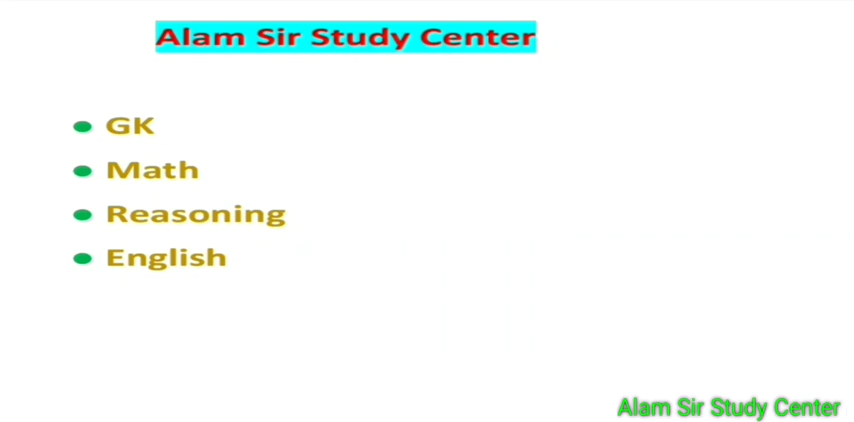 Alam Sir Study Center
GK
Math
Reasoning
English
Alam Sir Study Center